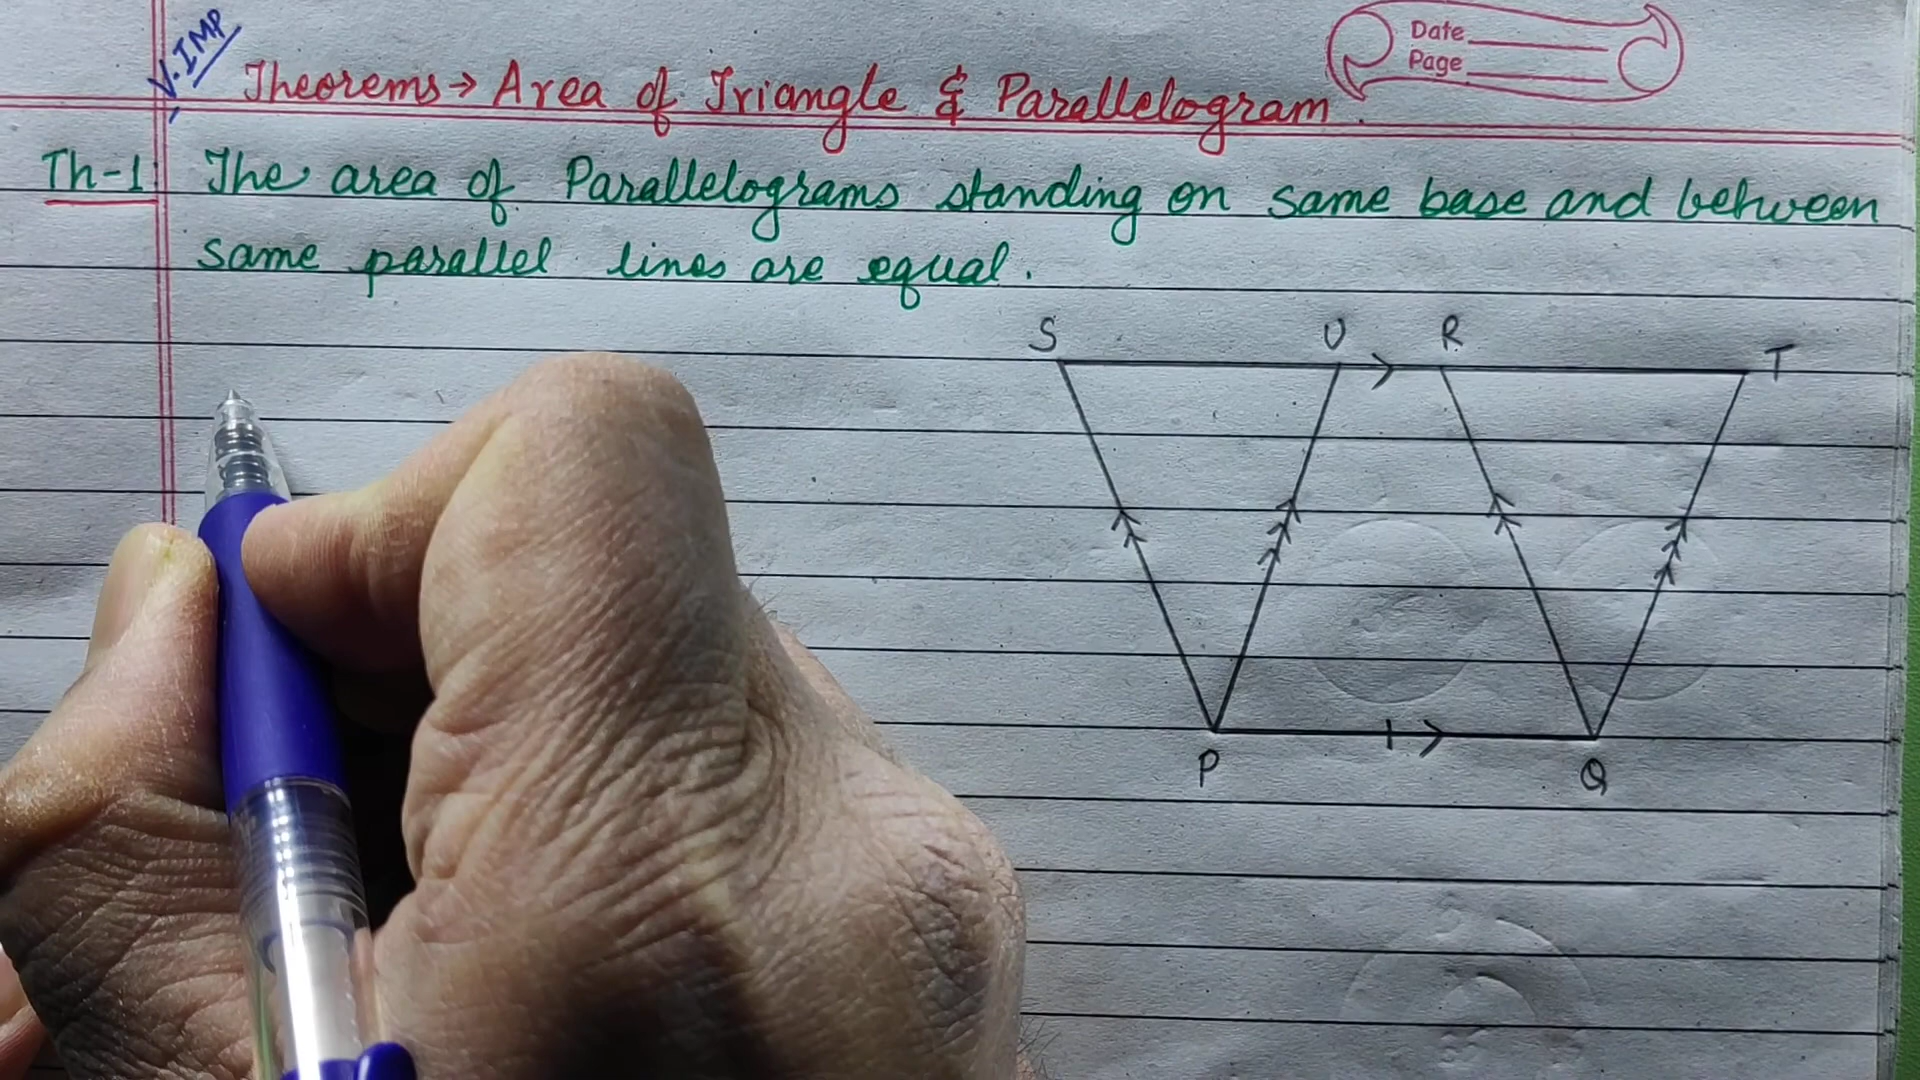 V.IMP
Date
Page
Theorems → Area of Triangle & Parallelogram.
Th-1 The area of Parallelograms standing on same base and between
same parallel lines are equal.
S U R T
P Q